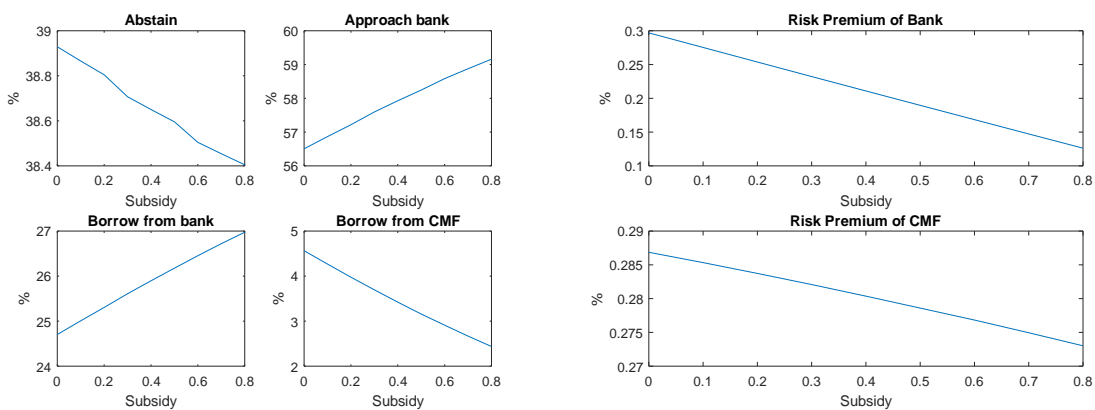 Abstain
39
38.8
38.6
38.4
%
0 0.2 0.4 0.6 0.8
Subsidy
Approach bank
60
59
58
57
56
%
0 0.2 0.4 0.6 0.8
Subsidy
Borrow from bank
27
26
25
24
%
0 0.2 0.4 0.6 0.8
Subsidy
Borrow from CMF
5
4
3
2
%
0 0.2 0.4 0.6 0.8
Subsidy
Risk Premium of Bank
0.3
0.25
0.2
0.15
0.1
%
0 0.1 0.2 0.3 0.4 0.5 0.6 0.7 0.8
Subsidy
Risk Premium of CMF
0.29
0.285
0.28
0.275
0.27
%
0 0.1 0.2 0.3 0.4 0.5 0.6 0.7 0.8
Subsidy